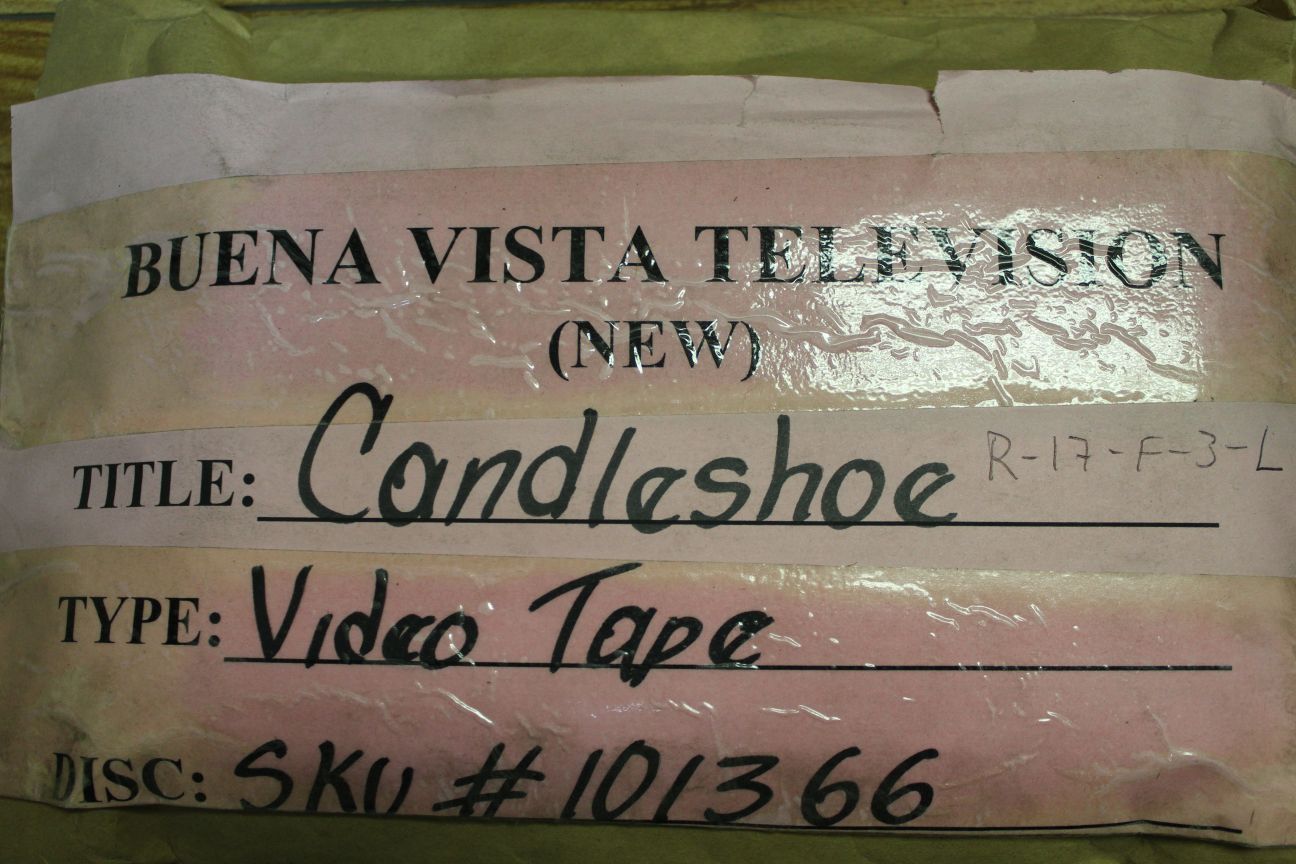 BUENA VISTA TELEVISION
(NEW)
TITLE: Candleshoe R-17-F-3-L
TYPE: Video Tape
DISC: SKU # 101366